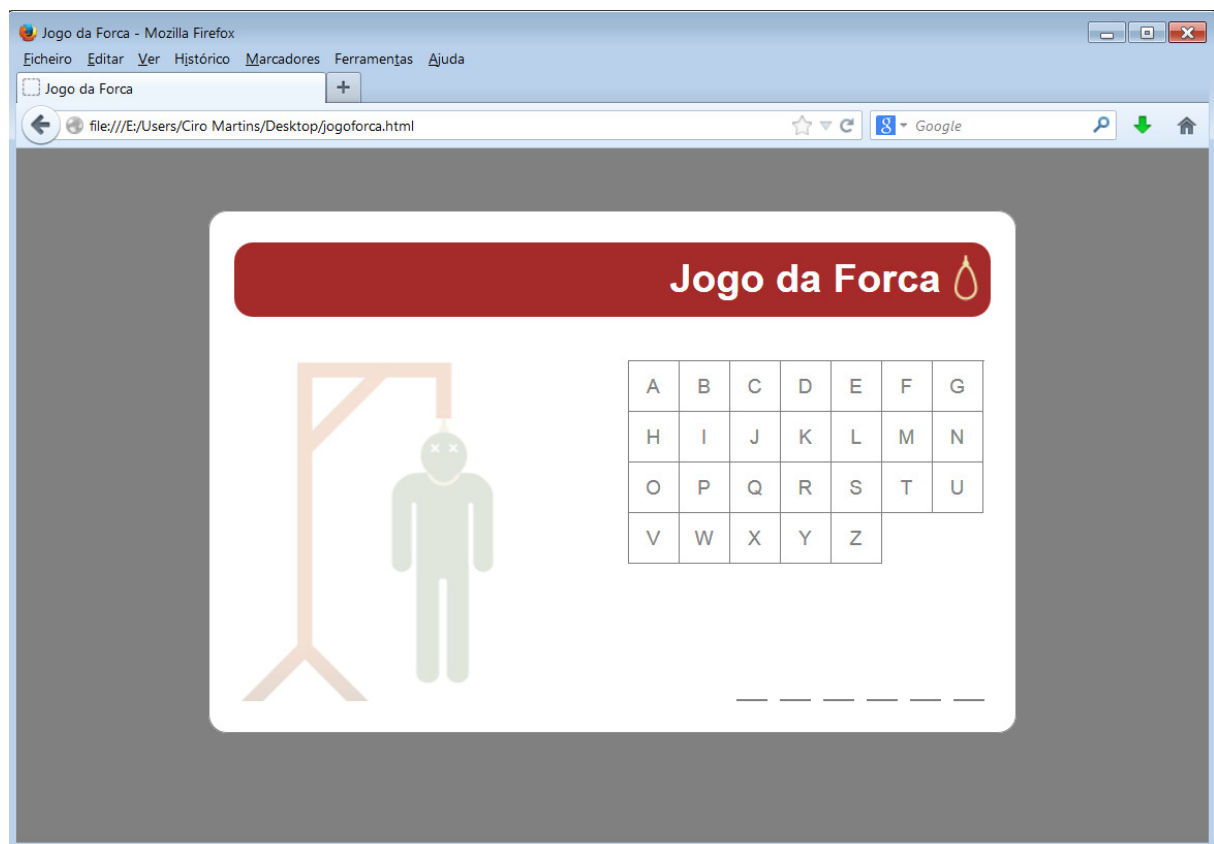 Jogo da Forca - Mozilla Firefox
Ficheiro Editar Ver Histórico Marcadores Ferramentas Ajuda
Jogo da Forca +
file:///E:/Users/Ciro Martins/Desktop/jogoforca.html 8 Google
Jogo da Forca
A B C D E F G
H I J K L M N
O P Q R S T U
V W X Y Z